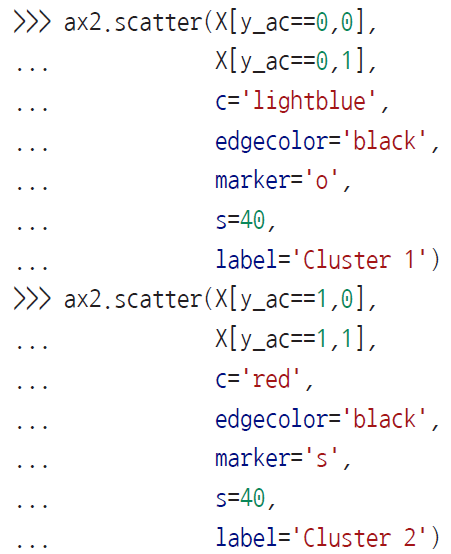 >>> ax2.scatter(X[y_ac==0,0],
...             X[y_ac==0,1],
...             c='lightblue',
...             edgecolor='black',
...             marker='o',
...             s=40,
...             label='Cluster 1')
>>> ax2.scatter(X[y_ac==1,0],
...             X[y_ac==1,1],
...             c='red',
...             edgecolor='black',
...             marker='s',
...             s=40,
...             label='Cluster 2')